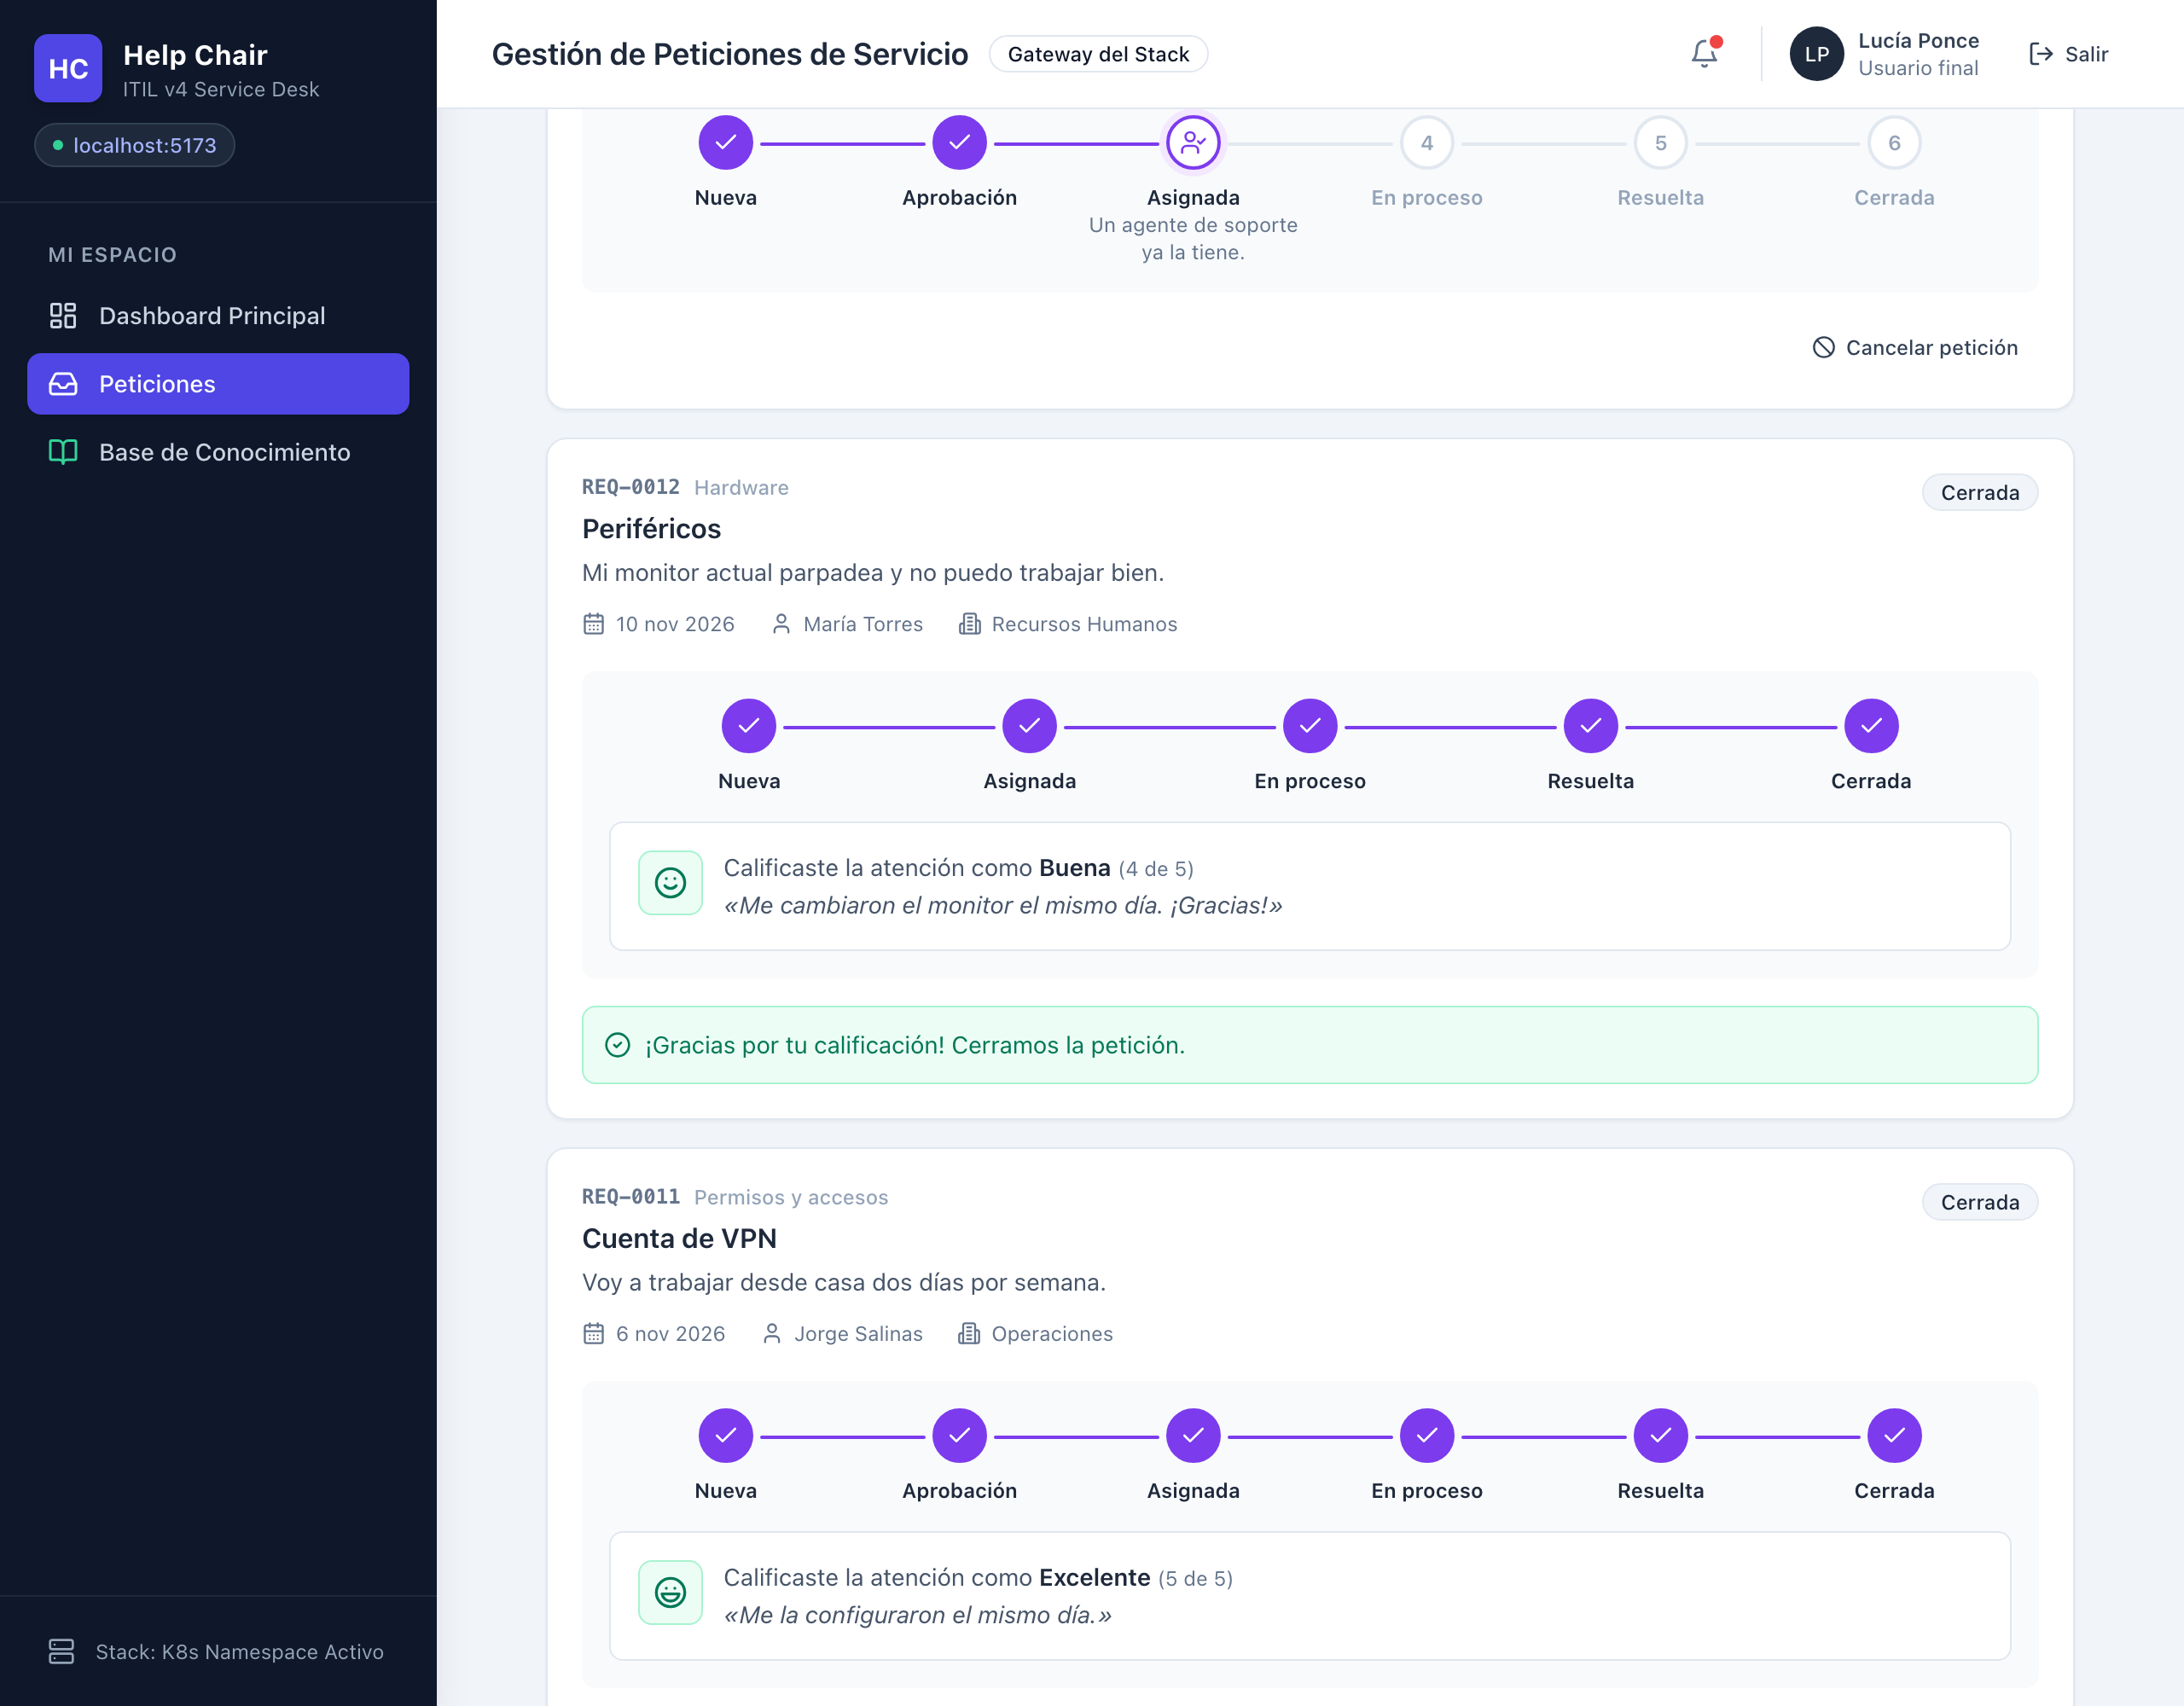 HC
Help Chair
ITIL v4 Service Desk
localhost:5173
MI ESPACIO
Dashboard Principal
Peticiones
Base de Conocimiento
Stack: K8s Namespace Activo
Gestión de Peticiones de Servicio
Gateway del Stack
LP
Lucía Ponce
Usuario final
Salir
4 5 6
Nueva Aprobación Asignada En proceso Resuelta Cerrada
Un agente de soporte
ya la tiene.
Cancelar petición
REQ-0012 Hardware
Cerrada
Periféricos
Mi monitor actual parpadea y no puedo trabajar bien.
10 nov 2026 María Torres Recursos Humanos
Nueva Asignada En proceso Resuelta Cerrada
Calificaste la atención como Buena (4 de 5)
«Me cambiaron el monitor el mismo día. ¡Gracias!»
¡Gracias por tu calificación! Cerramos la petición.
REQ-0011 Permisos y accesos
Cerrada
Cuenta de VPN
Voy a trabajar desde casa dos días por semana.
6 nov 2026 Jorge Salinas Operaciones
Nueva Aprobación Asignada En proceso Resuelta Cerrada
Calificaste la atención como Excelente (5 de 5)
«Me la configuraron el mismo día.»